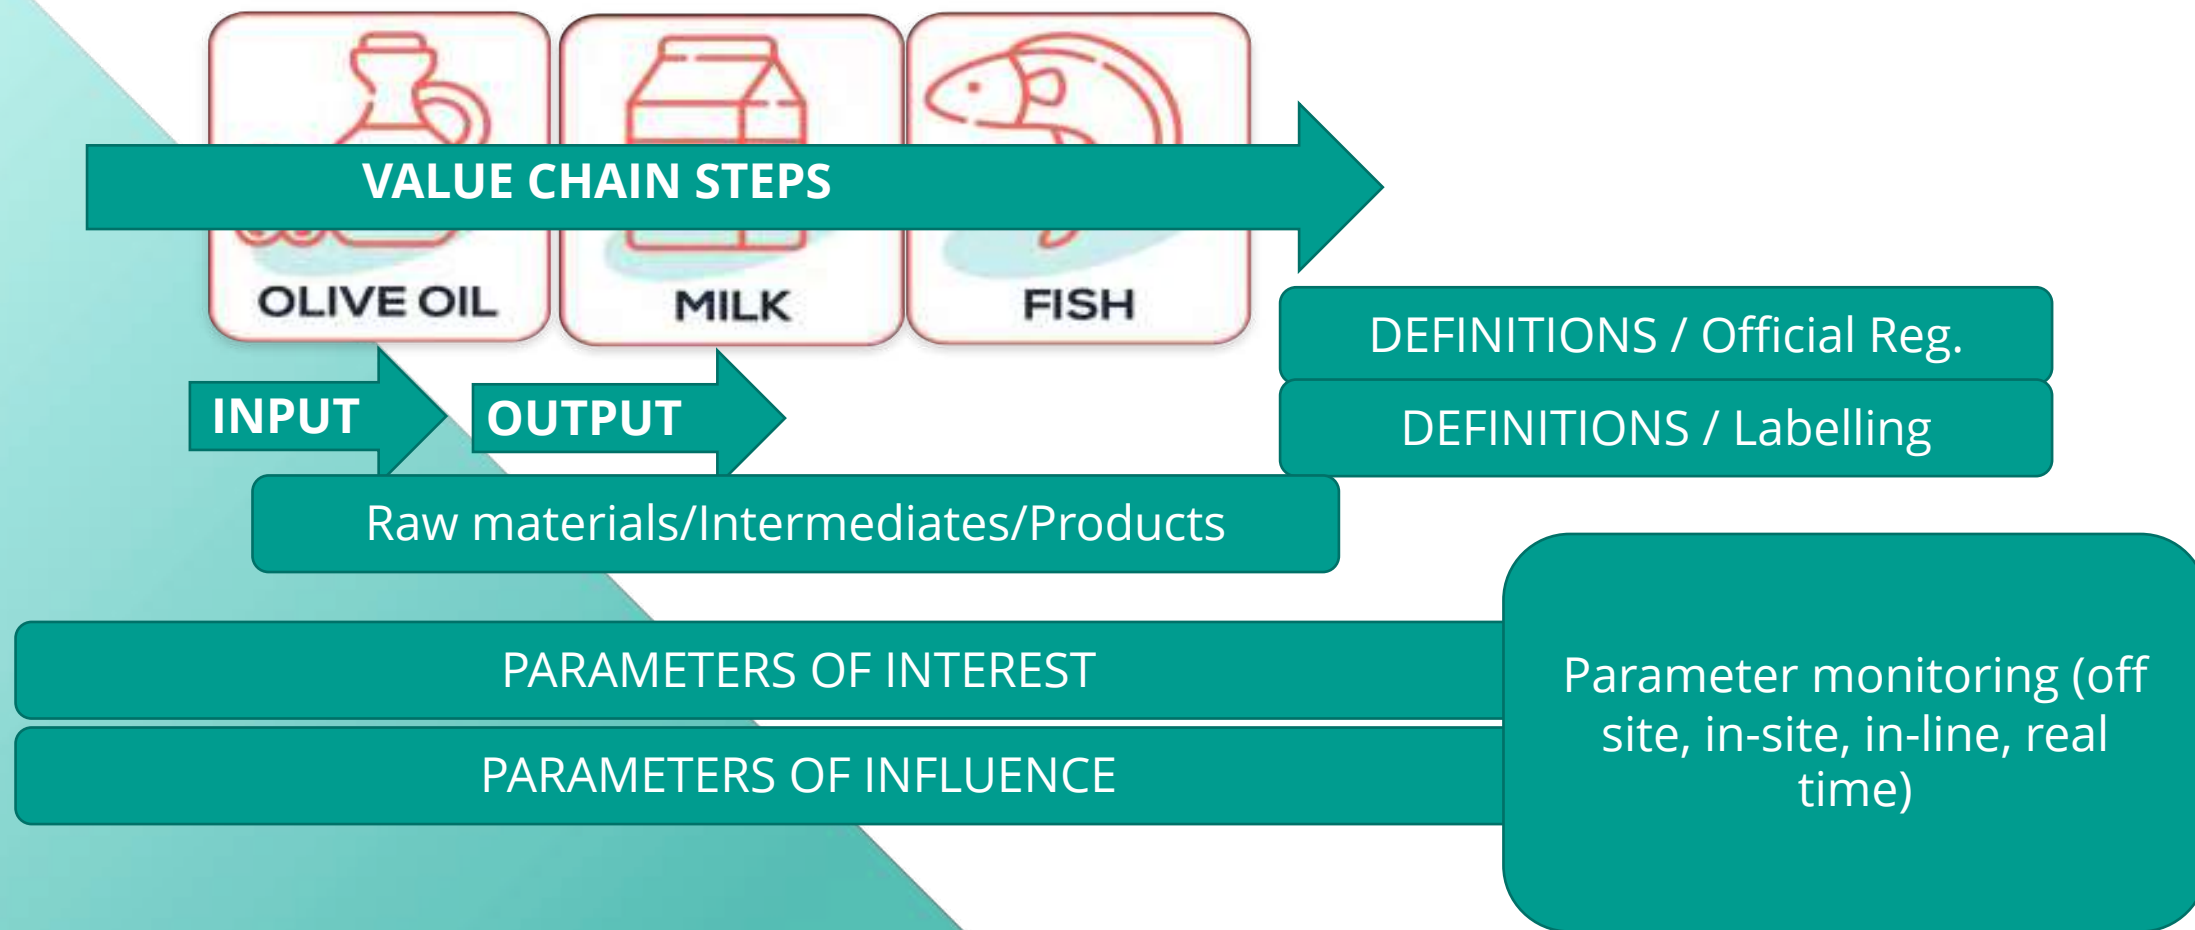 VALUE CHAIN STEPS
OLIVE OIL
MILK
FISH
DEFINITIONS / Official Reg.
DEFINITIONS / Labelling
INPUT
OUTPUT
Raw materials/Intermediates/Products
PARAMETERS OF INTEREST
PARAMETERS OF INFLUENCE
Parameter monitoring (off
site, in-site, in-line, real
time)